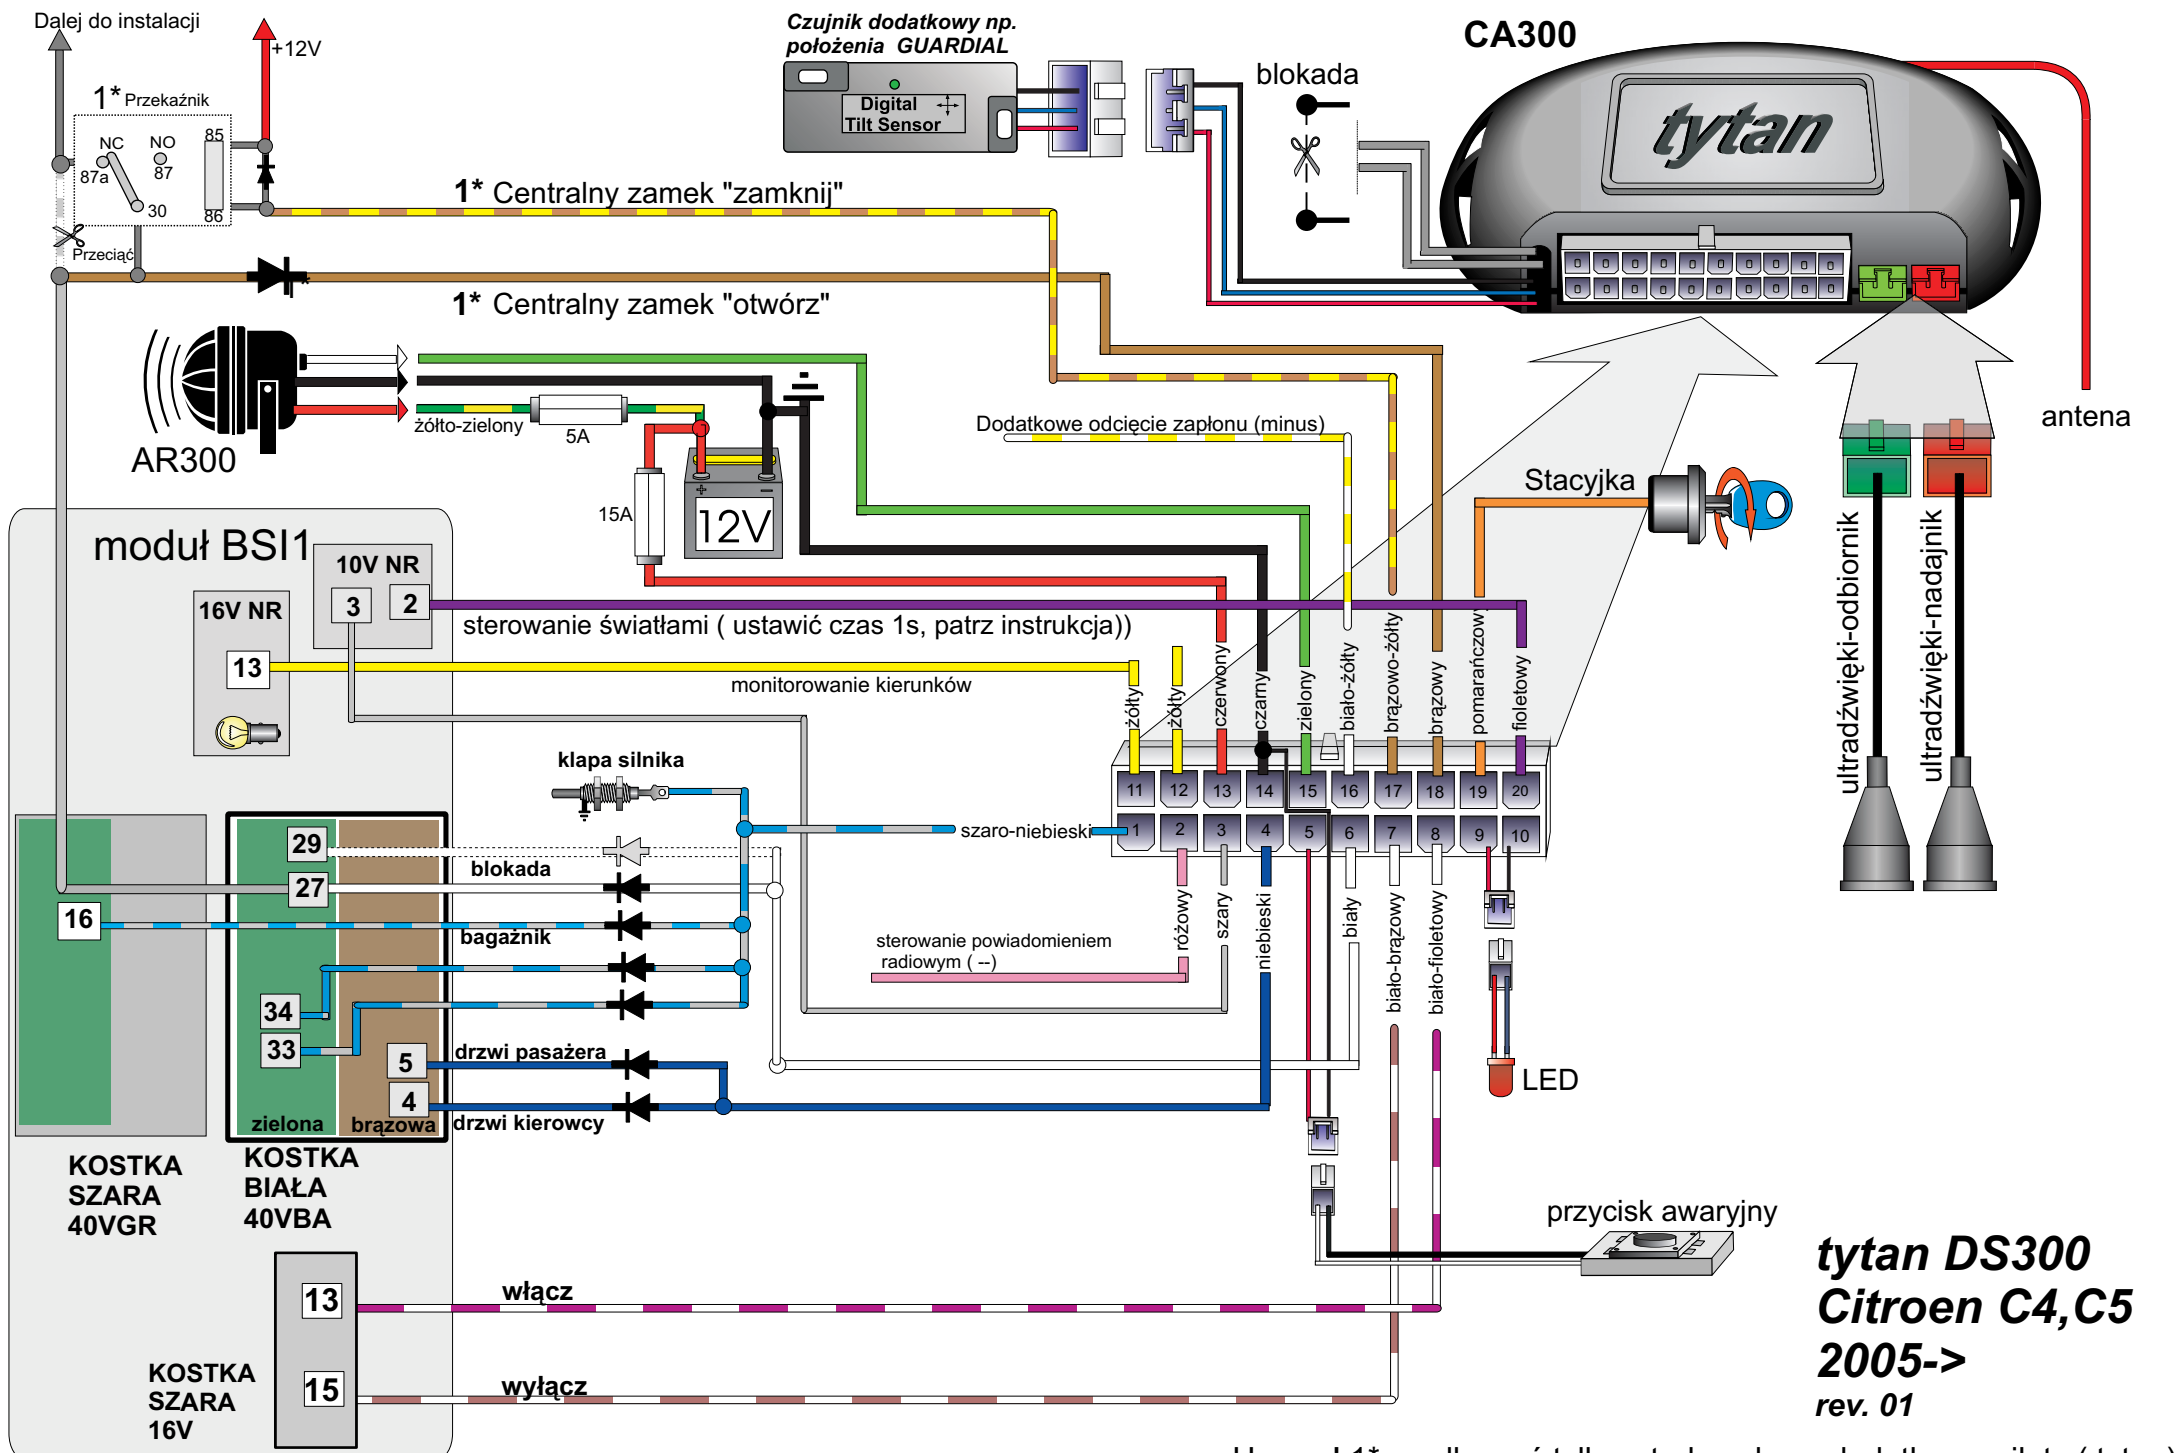 Dalej do instalacji
+12V
1* Przekaźnik
NC
NO
85
87a
87
30
86
Przeciąć
1* Centralny zamek "zamknij"
1* Centralny zamek "otwórz"
Czujnik dodatkowy np.
położenia GUARDIAL
Digital
Tilt Sensor
blokada
CA300
tytan
antena
AR300
żółto-zielony
5A
15A
12V
Dodatkowe odcięcie zapłonu (minus)
Stacyjka
ultradźwięki-odbiornik
ultradźwięki-nadajnik
moduł BSI1
10V NR
3
2
16V NR
13
sterowanie światłami ( ustawić czas 1s, patrz instrukcja))
monitorowanie kierunków
żółty
żółty
czerwony
czarny
zielony
biało-żółty
brązowo-żółty
brązowy
pomarańczowy
fioletowy
11
12
13
14
15
16
17
18
19
20
1
2
3
4
5
6
7
8
9
10
szaro-niebieski
różowy
szary
niebieski
biały
biało-brązowy
biało-fioletowy
klapa silnika
29
blokada
27
16
bagażnik
34
33
5
drzwi pasażera
4
drzwi kierowcy
zielona
brązowa
sterowanie powiadomieniem
radiowym ( --)
LED
KOSTKA
SZARA
40VGR
KOSTKA
BIAŁA
40VBA
przycisk awaryjny
13
włącz
15
wyłącz
KOSTKA
SZARA
16V
tytan DS300
Citroen C4,C5
2005->
rev. 01